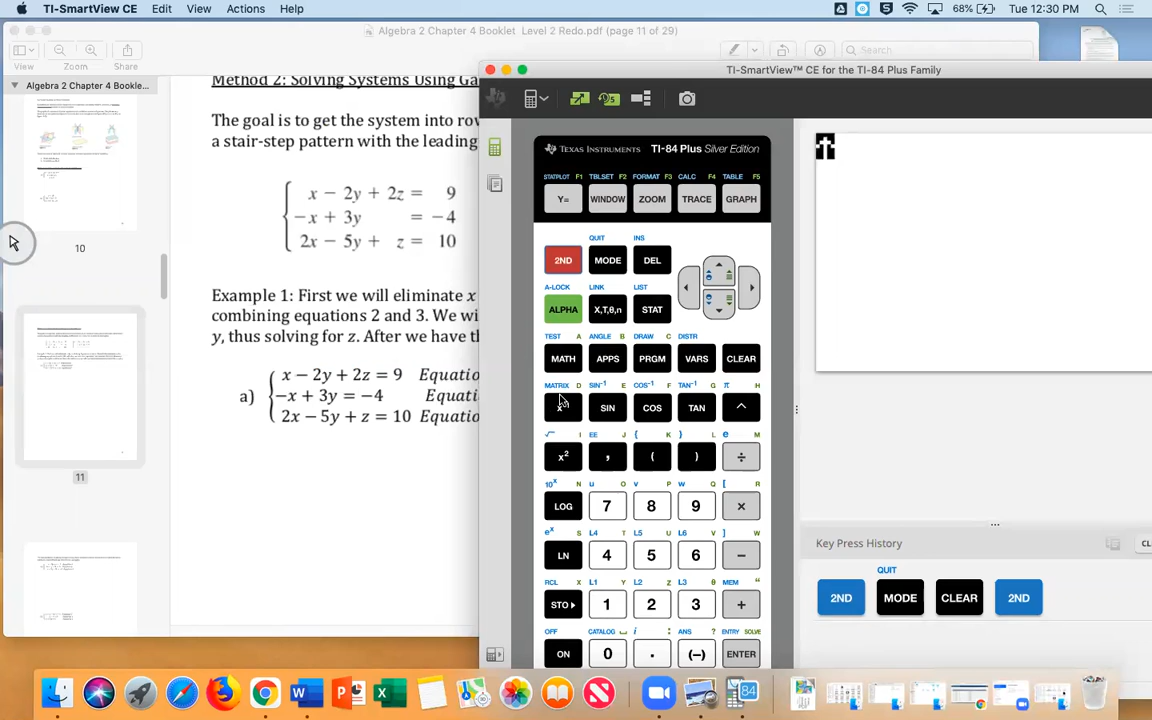 TI-SmartView CE Edit View Actions Help 68% Tue 12:30 PM
Algebra 2 Chapter 4 Booklet Level 2 Redo.pdf (page 11 of 29)
View Zoom Share Search
Algebra 2 Chapter 4 Bookle...
10
11
Method 2: Solving Systems Using Ga
The goal is to get the system into rov
a stair-step pattern with the leading
x − 2y + 2z = 9
−x + 3y = −4
2x − 5y + z = 10
Example 1: First we will eliminate x
combining equations 2 and 3. We wi
y, thus solving for z. After we have th
x − 2y + 2z = 9 Equatio
a) −x + 3y = −4 Equati
2x − 5y + z = 10 Equatio
TI-SmartView™ CE for the TI-84 Plus Family
TEXAS INSTRUMENTS TI-84 Plus Silver Edition
STATPLOT F1 TBLSET F2 FORMAT F3 CALC F4 TABLE F5
Y= WINDOW ZOOM TRACE GRAPH
QUIT INS
2ND MODE DEL
A-LOCK LINK LIST
ALPHA X,T,θ,n STAT
TEST A ANGLE B DRAW C DISTR
MATH APPS PRGM VARS CLEAR
MATRIX D SIN⁻¹ E COS⁻¹ F TAN⁻¹ G π H
SIN COS TAN ^
√ I EE J { K } L e M
x² , ( ) ÷
10ˣ N u O v P w Q [ R
LOG 7 8 9 ×
eˣ S L4 T L5 U L6 V ] W
LN 4 5 6 −
RCL X L1 Y L2 Z L3 θ MEM "
STO▸ 1 2 3 +
OFF CATALOG i : ANS ? ENTRY SOLVE
ON 0 . (−) ENTER
Key Press History CL
QUIT
2ND MODE CLEAR 2ND
84